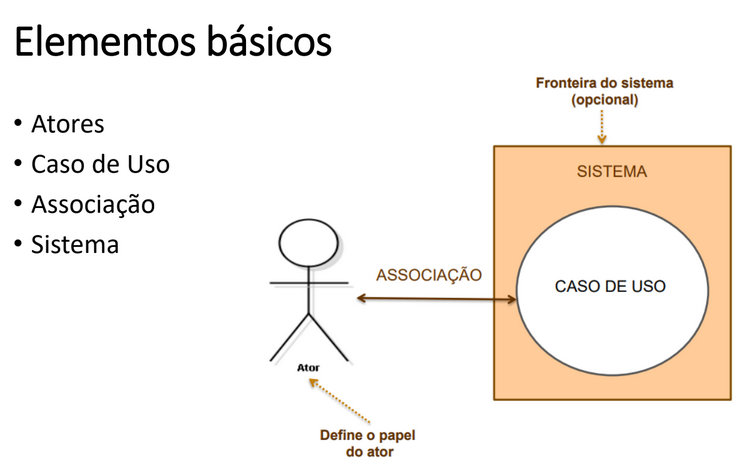 Elementos básicos
• Atores
• Caso de Uso
• Associação
• Sistema
Fronteira do sistema
(opcional)
SISTEMA
ASSOCIAÇÃO
CASO DE USO
Ator
Define o papel
do ator